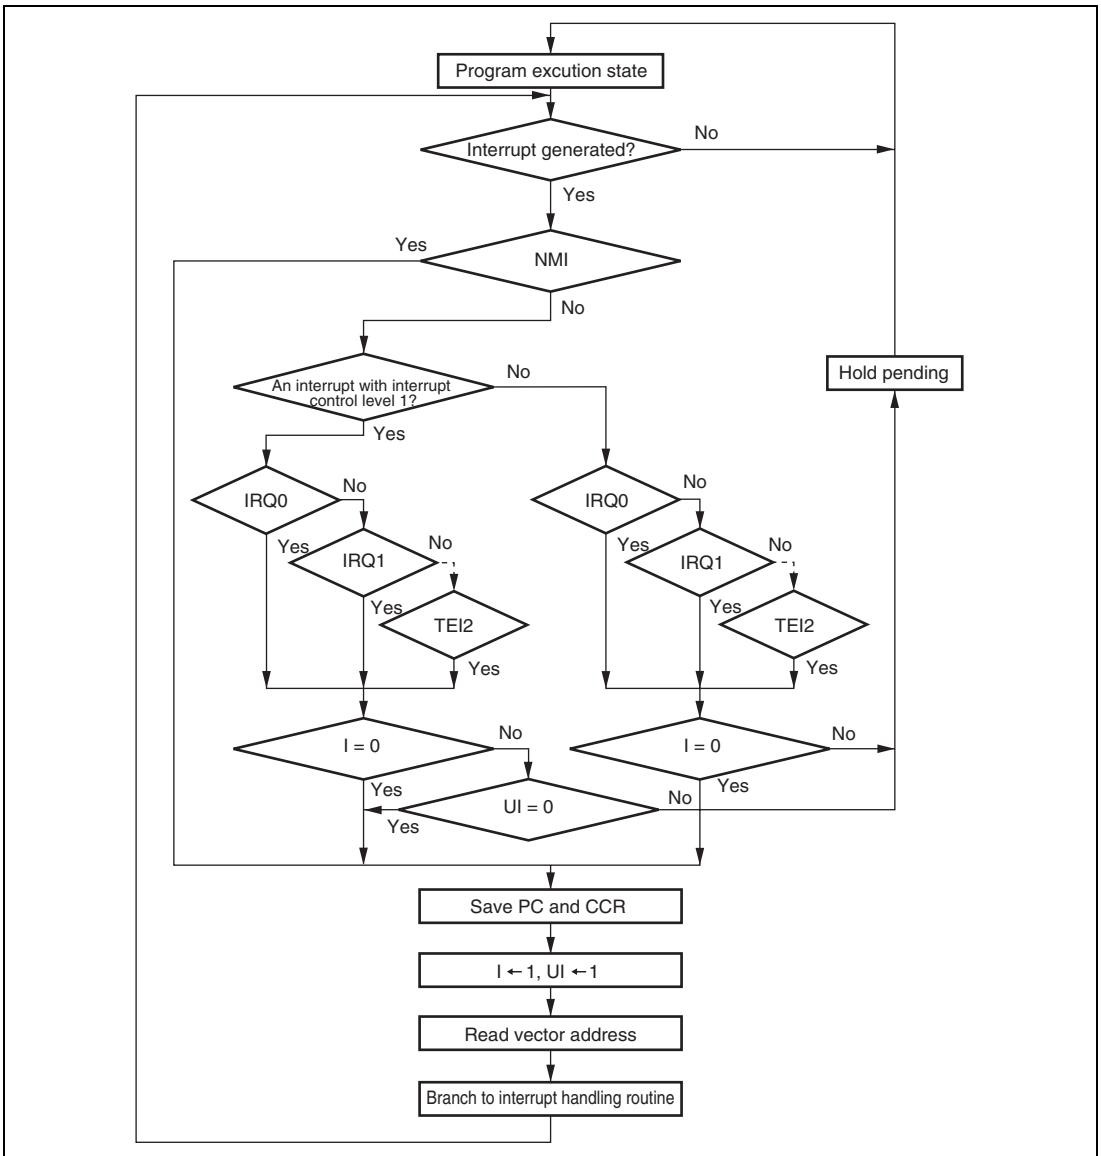 Program excution state
Interrupt generated?
No
Yes
NMI
Yes
No
Hold pending
An interrupt with interrupt
control level 1?
No
Yes
IRQ0
No
IRQ0
No
Yes
IRQ1
No
Yes
IRQ1
No
Yes
TEI2
Yes
TEI2
Yes
Yes
I = 0
No
I = 0
No
Yes
Yes
UI = 0
No
Yes
Save PC and CCR
I ← 1, UI ← 1
Read vector address
Branch to interrupt handling routine